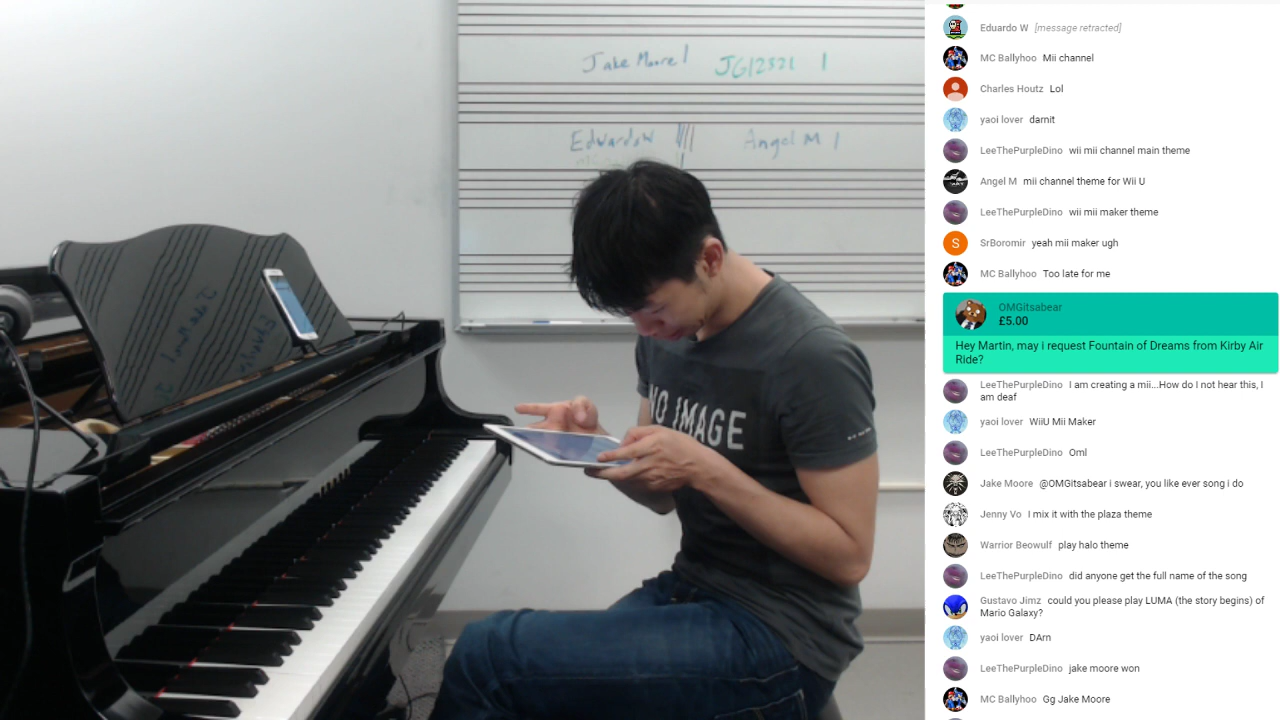 Jake Moore |
JG12321 |
EdwardoW ||||
Angel M |
NO IMAGE
Eduardo W [message retracted]
MC Ballyhoo Mii channel
Charles Houtz Lol
yaoi lover darnit
LeeThePurpleDino wii mii channel main theme
Angel M mii channel theme for Wii U
LeeThePurpleDino wii mii maker theme
S
SrBoromir yeah mii maker ugh
MC Ballyhoo Too late for me
OMGitsabear
£5.00
Hey Martin, may i request Fountain of Dreams from Kirby Air
Ride?
LeeThePurpleDino I am creating a mii...How do I not hear this, I
am deaf
yaoi lover WiiU Mii Maker
LeeThePurpleDino Oml
Jake Moore @OMGitsabear i swear, you like ever song i do
Jenny Vo I mix it with the plaza theme
Warrior Beowulf play halo theme
LeeThePurpleDino did anyone get the full name of the song
Gustavo Jimz could you please play LUMA (the story begins) of
Mario Galaxy?
yaoi lover DArn
LeeThePurpleDino jake moore won
MC Ballyhoo Gg Jake Moore